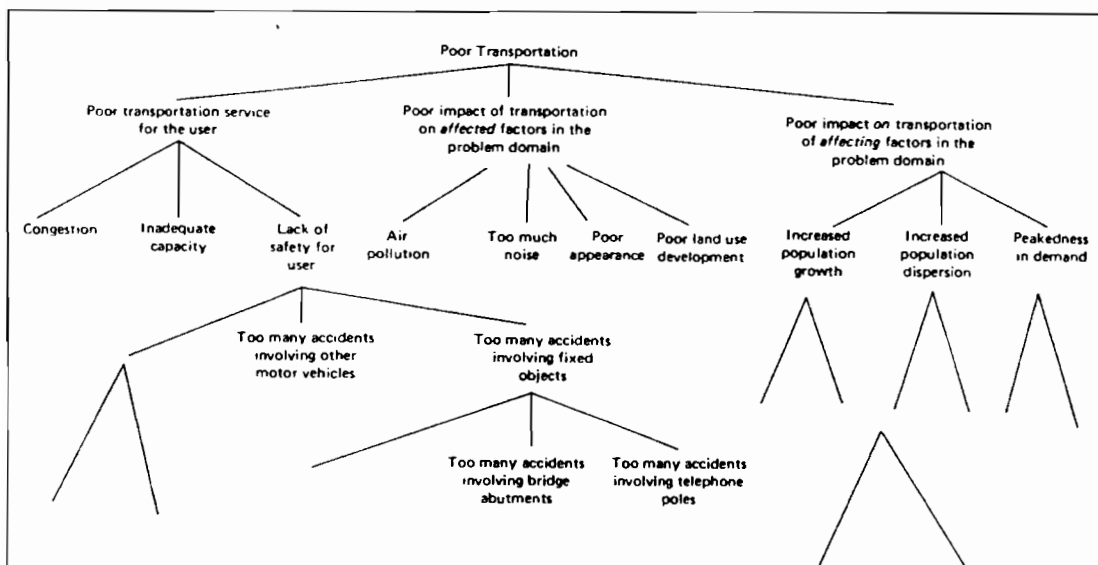 Poor Transportation
Poor transportation service
for the user
Poor impact of transportation
on affected factors in the
problem domain
Poor impact on transportation
of affecting factors in the
problem domain
Congestion
Inadequate
capacity
Lack of
safety for
user
Air
pollution
Too much
noise
Poor
appearance
Poor land use
development
Increased
population
growth
Increased
population
dispersion
Peakedness
in demand
Too many accidents
involving other
motor vehicles
Too many accidents
involving fixed
objects
Too many accidents
involving bridge
abutments
Too many accidents
involving telephone
poles